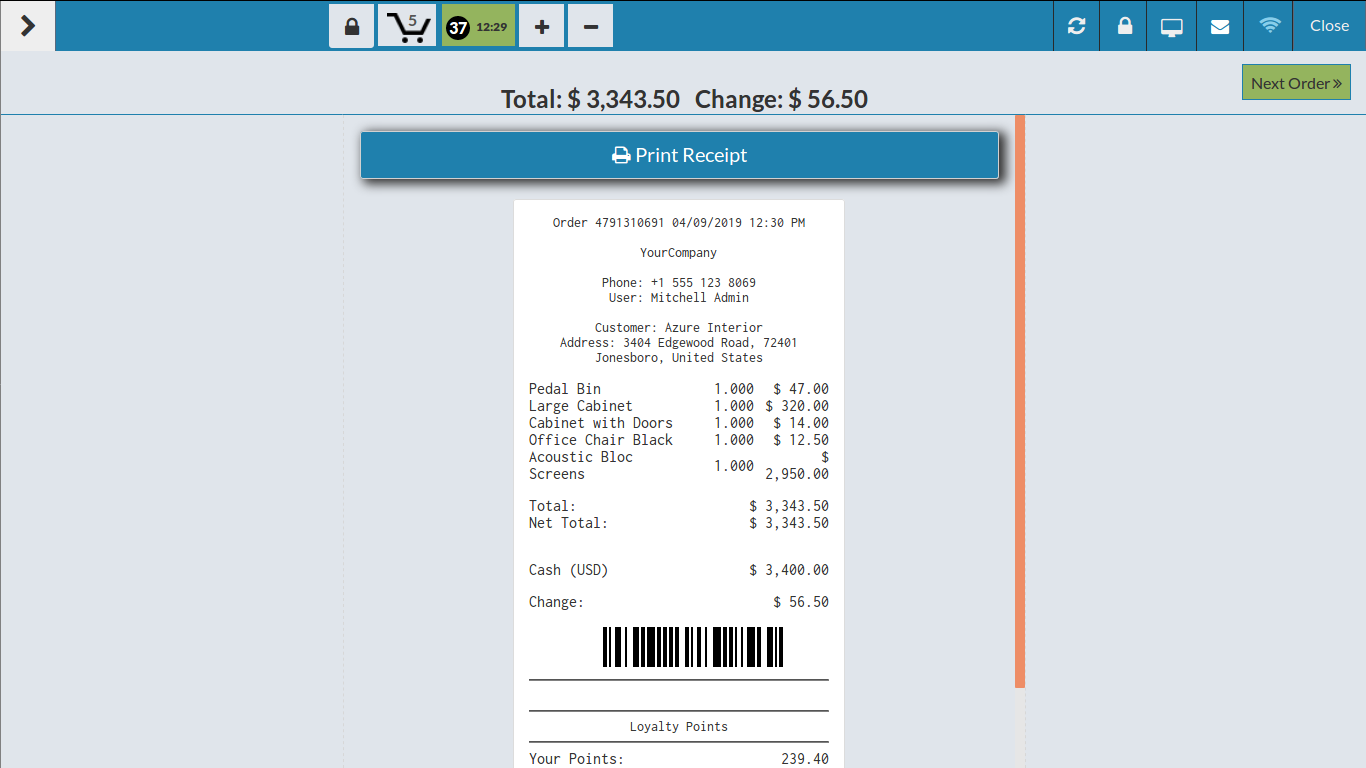 5
37 12:29
Close
Next Order
Total: $ 3,343.50 Change: $ 56.50
Print Receipt
Order 4791310691 04/09/2019 12:30 PM
YourCompany
Phone: +1 555 123 8069
User: Mitchell Admin
Customer: Azure Interior
Address: 3404 Edgewood Road, 72401
Jonesboro, United States
Pedal Bin 1.000 $ 47.00
Large Cabinet 1.000 $ 320.00
Cabinet with Doors 1.000 $ 14.00
Office Chair Black 1.000 $ 12.50
Acoustic Bloc $
1.000
Screens 2,950.00
Total: $ 3,343.50
Net Total: $ 3,343.50
Cash (USD) $ 3,400.00
Change: $ 56.50
Loyalty Points
Your Points: 239.40